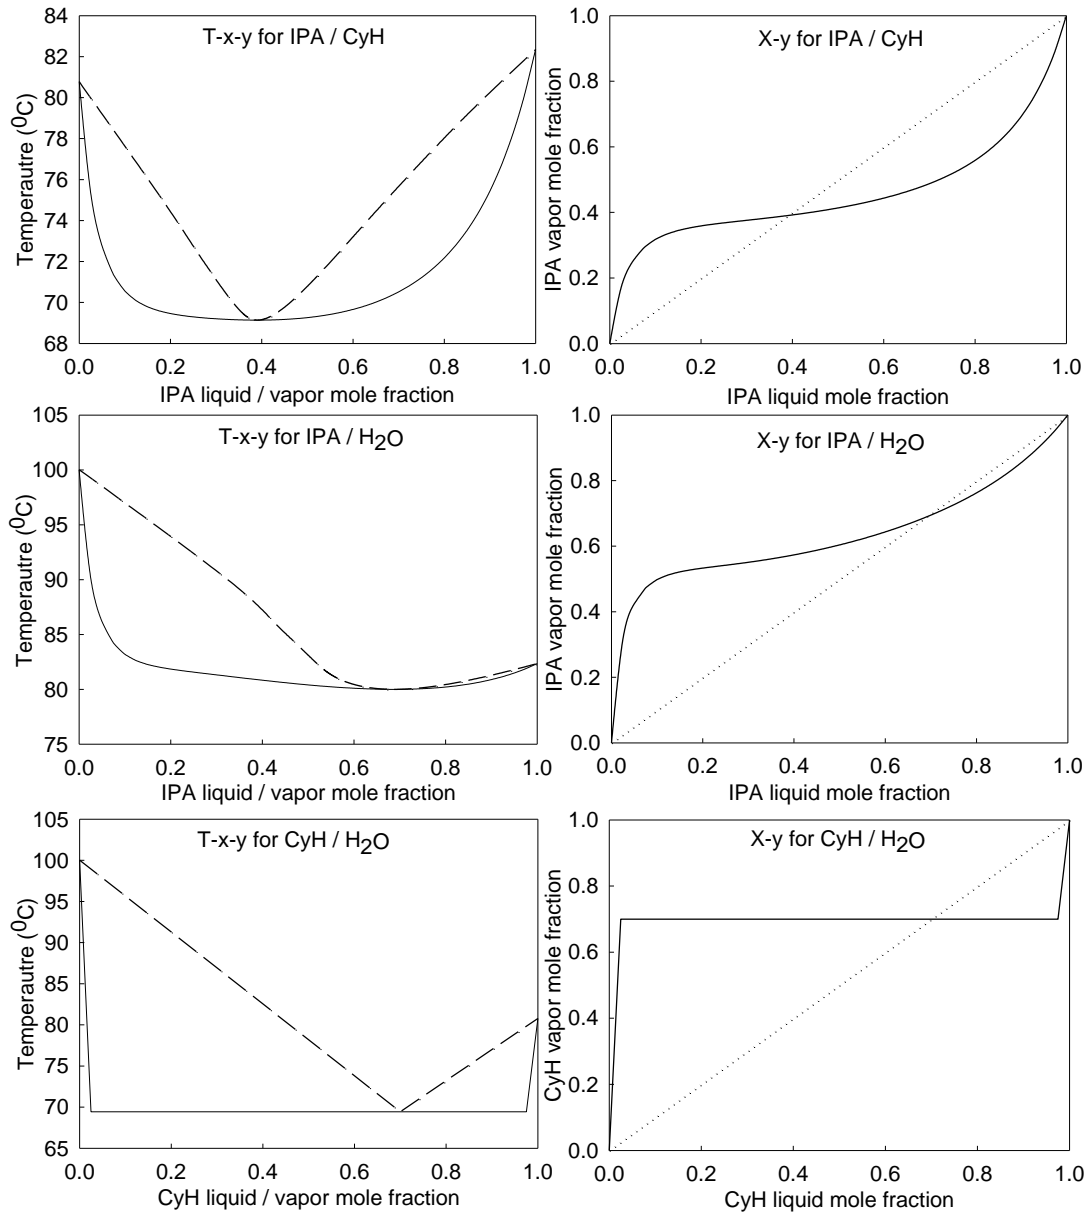 T-x-y for IPA / CyH
Temperautre (⁰C)
84
82
80
78
76
74
72
70
68
0.0 0.2 0.4 0.6 0.8 1.0
IPA liquid / vapor mole fraction
X-y for IPA / CyH
IPA vapor mole fraction
1.0
0.8
0.6
0.4
0.2
0.0
0.0 0.2 0.4 0.6 0.8 1.0
IPA liquid mole fraction
T-x-y for IPA / H₂O
Temperautre (⁰C)
105
100
95
90
85
80
75
0.0 0.2 0.4 0.6 0.8 1.0
IPA liquid / vapor mole fraction
X-y for IPA / H₂O
IPA vapor mole fraction
1.0
0.8
0.6
0.4
0.2
0.0
0.0 0.2 0.4 0.6 0.8 1.0
IPA liquid mole fraction
T-x-y for CyH / H₂O
Temperautre (⁰C)
105
100
95
90
85
80
75
70
65
0.0 0.2 0.4 0.6 0.8 1.0
CyH liquid / vapor mole fraction
X-y for CyH / H₂O
CyH vapor mole fraction
1.0
0.8
0.6
0.4
0.2
0.0
0.0 0.2 0.4 0.6 0.8 1.0
CyH liquid mole fraction